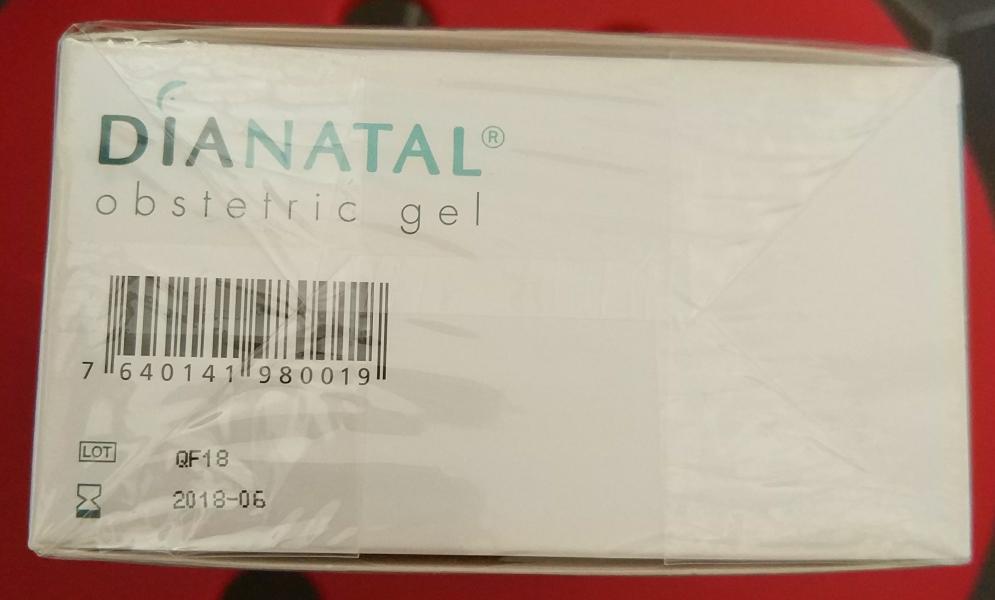 DIANATAL®
obstetric gel
7 640141 980019
LOT QF18
2018-06